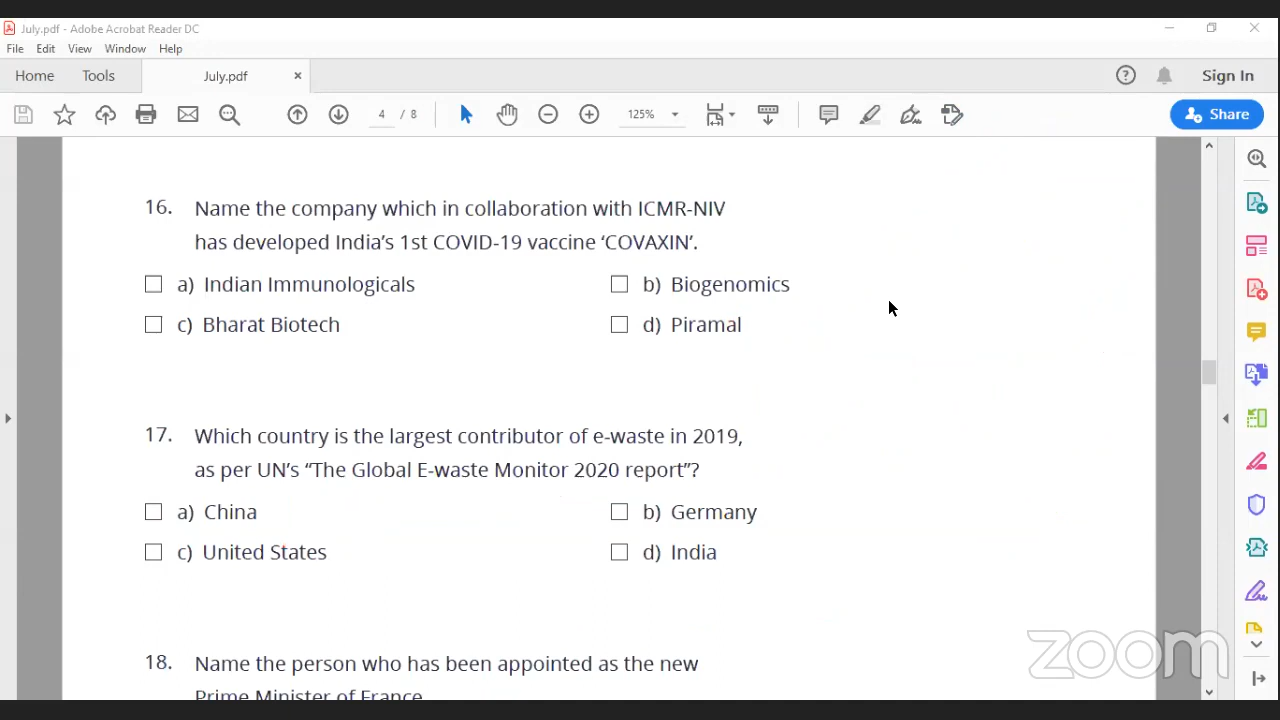 July.pdf - Adobe Acrobat Reader DC
File Edit View Window Help
Home Tools July.pdf × Sign In
4 / 8 125% Share
16. Name the company which in collaboration with ICMR-NIV
has developed India's 1st COVID-19 vaccine ‘COVAXIN’.
a) Indian Immunologicals b) Biogenomics
c) Bharat Biotech d) Piramal
17. Which country is the largest contributor of e-waste in 2019,
as per UN's “The Global E-waste Monitor 2020 report”?
a) China b) Germany
c) United States d) India
18. Name the person who has been appointed as the new
Prime Minister of France
zoom